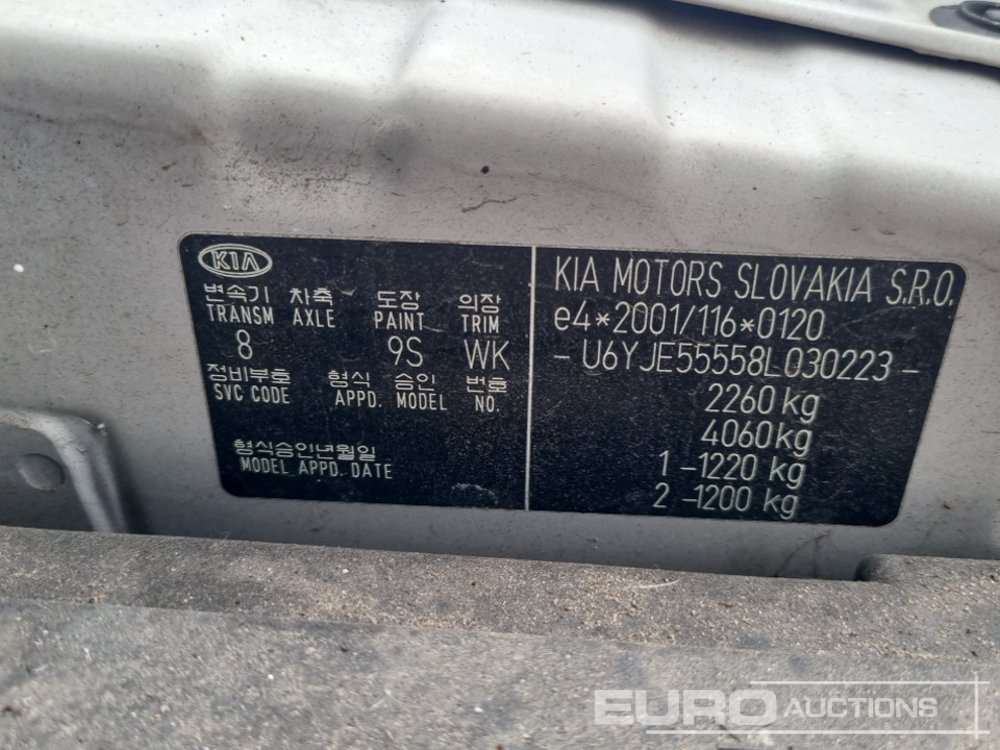 KIA
변속기 차축 도장 의장
TRANSM AXLE PAINT TRIM
8 9S WK
정비부호 형식 승인 번호
SVC CODE APPD. MODEL NO.
형식승인년월일
MODEL APPD. DATE
KIA MOTORS SLOVAKIA S.R.O.
e4*2001/116*0120
- U6YJE55558L030223 -
2260 kg
4060 kg
1 -1220 kg
2 -1200 kg
EURO AUCTIONS